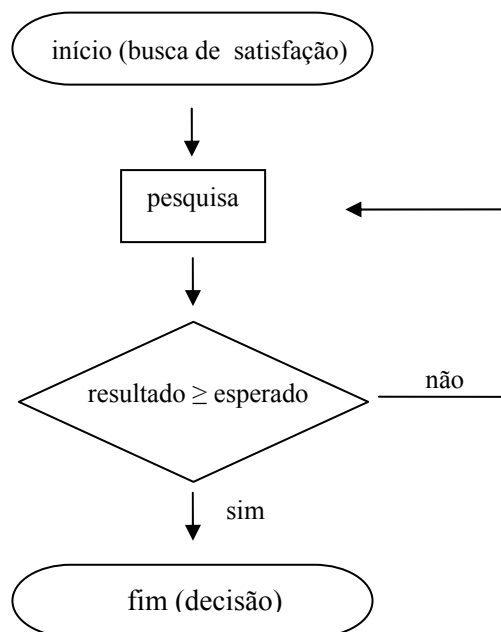 início (busca de satisfação)
pesquisa
resultado ≥ esperado
não
sim
fim (decisão)